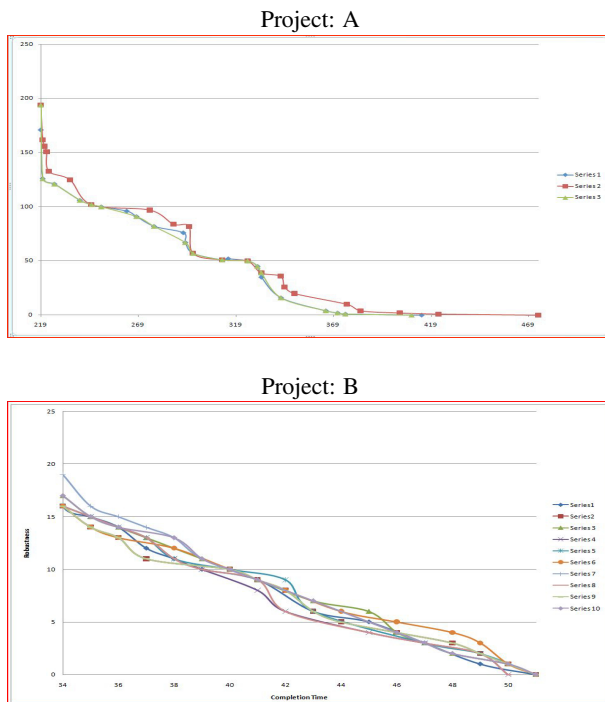 Project: A
250
200
150
100
50
0
219 269 319 369 419 469
Series 1
Series 2
Series 3
Project: B
25
20
15
10
5
0
Robustness
34 36 38 40 42 44 46 48 50
Completion Time
Series1
Series2
Series 3
Series 4
Series 5
Series 6
Series 7
Series 8
Series 9
Series 10